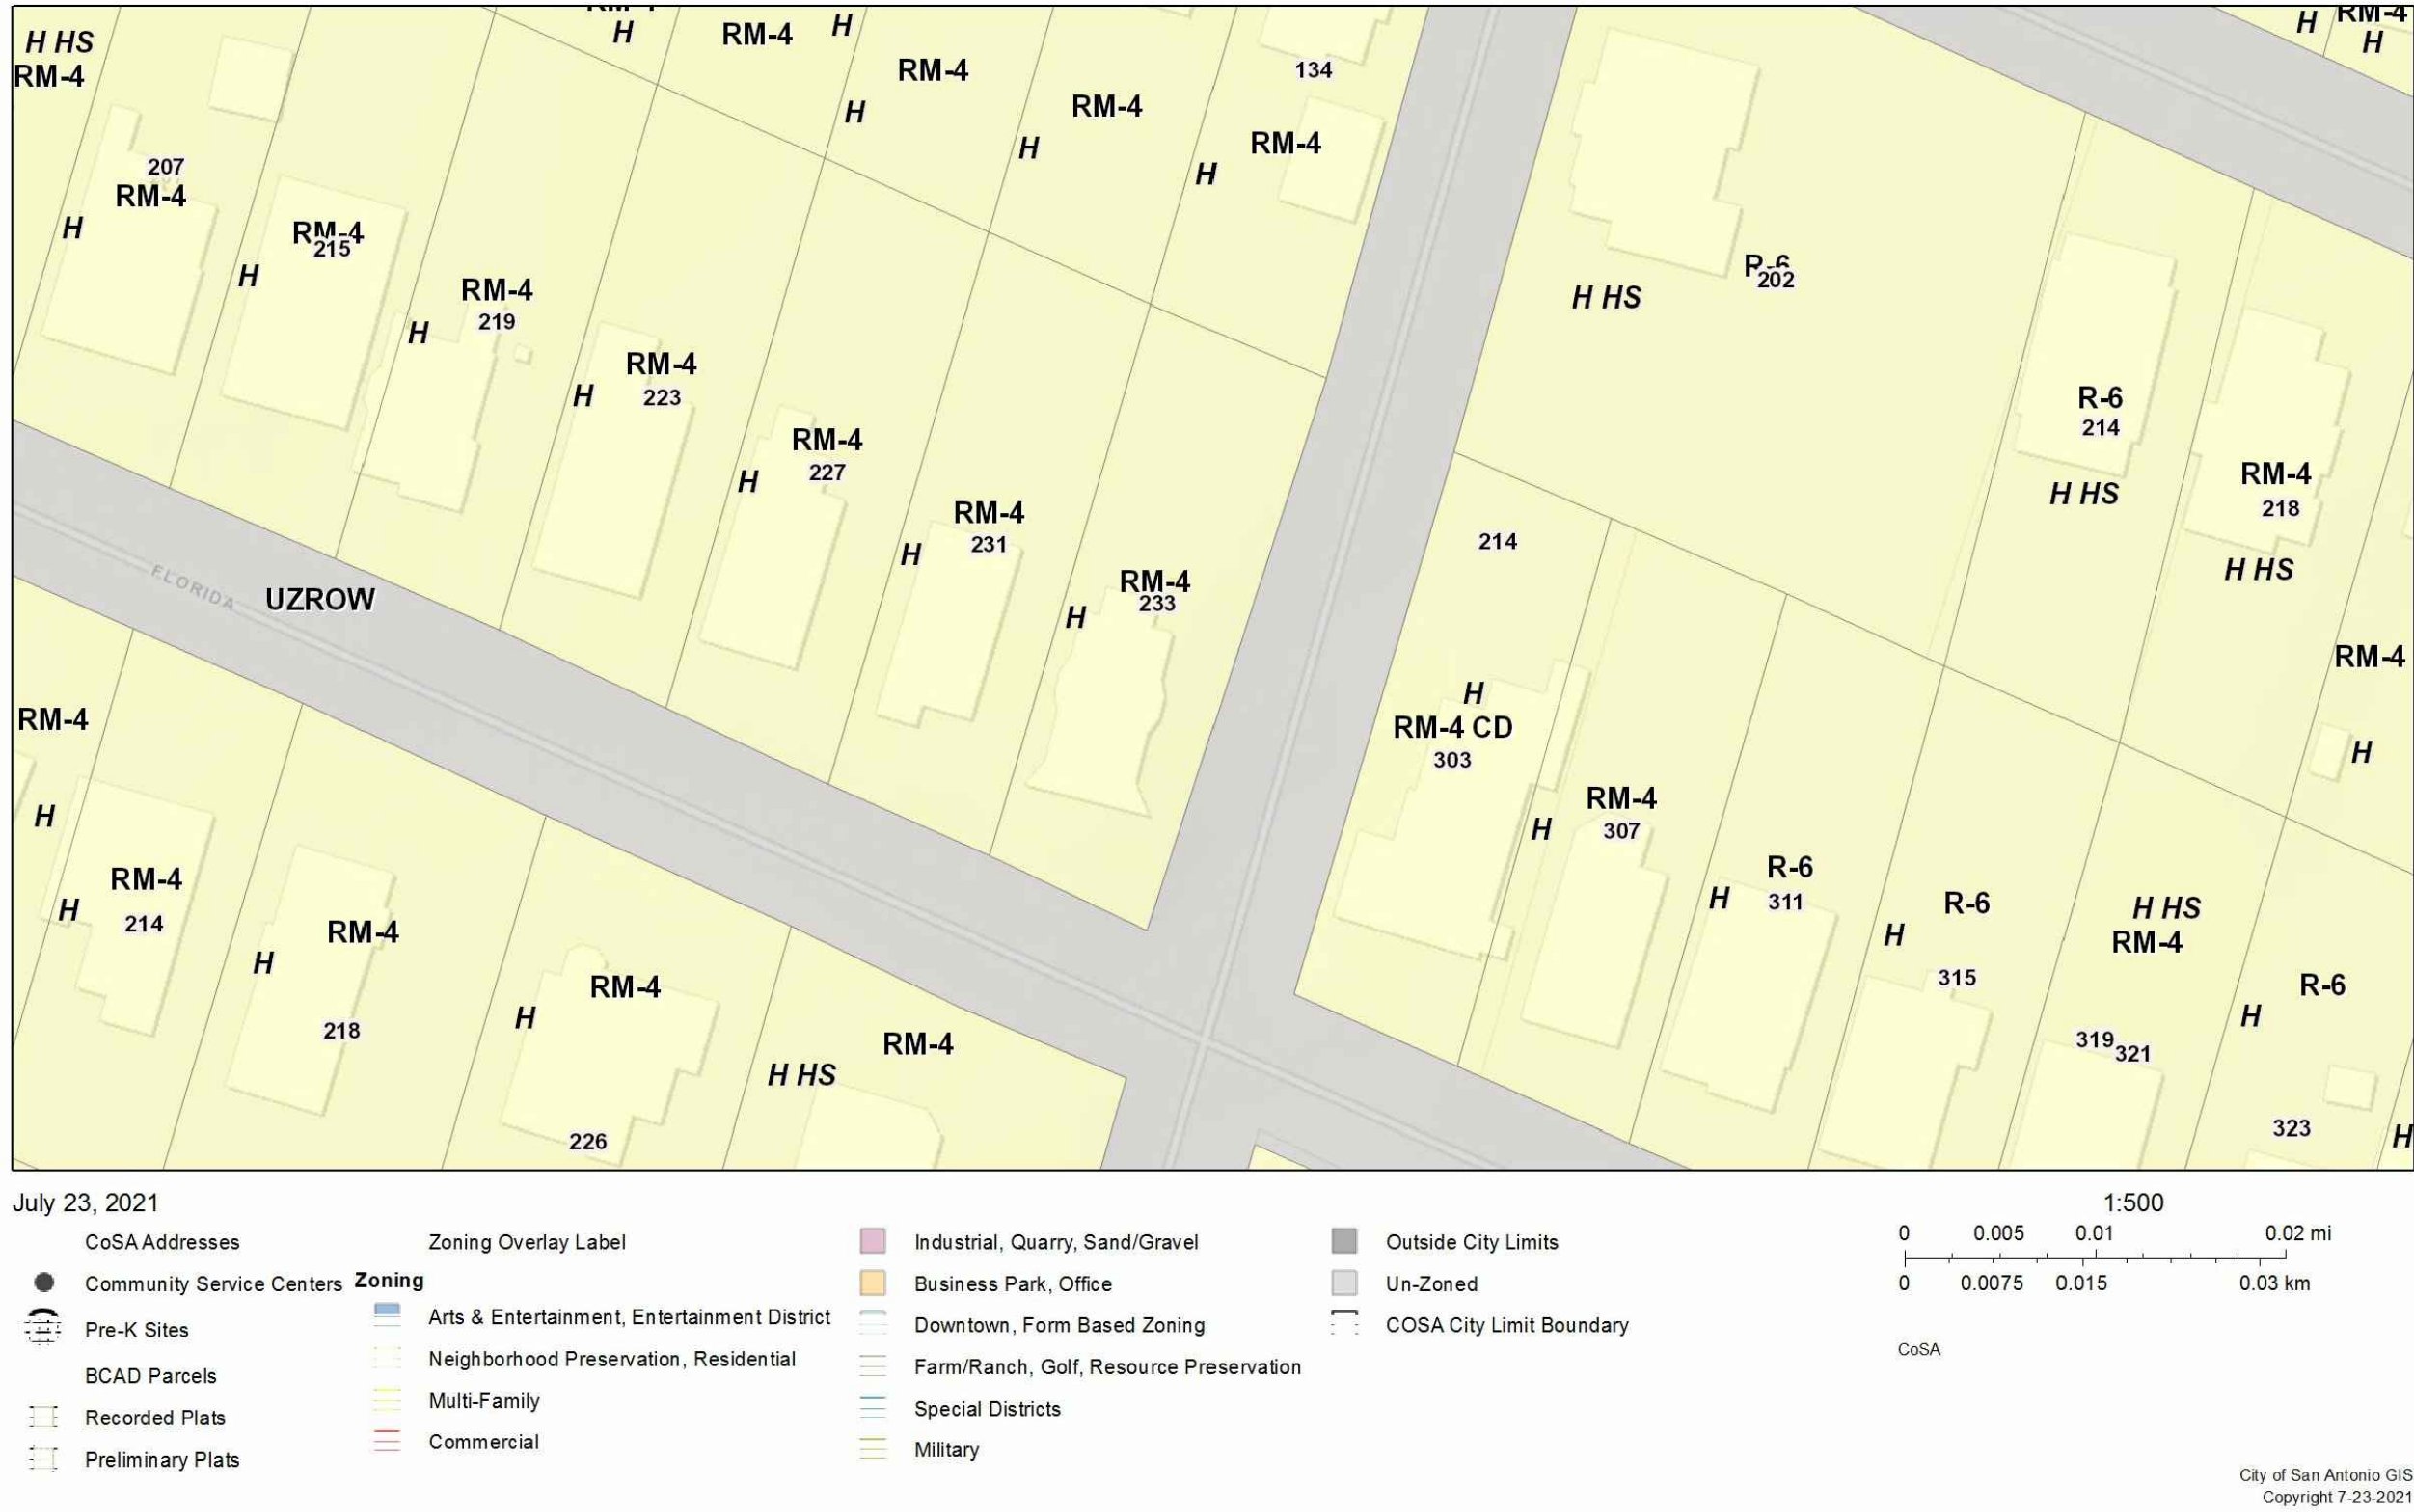 RM-4
H
RM-4
H
H
RM-4
H
H HS
RM-4
RM-4
H
134
RM-4
H
RM-4
H
RM-4
H
207
RM-4
H
RM-4
215
H
R-6
202
H HS
RM-4
219
H
RM-4
223
H
R-6
214
H HS
RM-4
227
H
RM-4
218
H HS
RM-4
231
H
214
RM-4
233
H
FLORIDA
UZROW
RM-4
H
RM-4
H
H
RM-4 CD
303
RM-4
307
H
RM-4
214
H
R-6
311
H
R-6
H
315
H HS
RM-4
319
321
RM-4
H
218
RM-4
H
226
RM-4
H HS
R-6
H
323
H
July 23, 2021
1:500
CoSA Addresses
Community Service Centers
Pre-K Sites
BCAD Parcels
Recorded Plats
Preliminary Plats
Zoning Overlay Label
Zoning
Arts & Entertainment, Entertainment District
Neighborhood Preservation, Residential
Multi-Family
Commercial
Industrial, Quarry, Sand/Gravel
Business Park, Office
Downtown, Form Based Zoning
Farm/Ranch, Golf, Resource Preservation
Special Districts
Military
Outside City Limits
Un-Zoned
COSA City Limit Boundary
0 0.005 0.01 0.02 mi
0 0.0075 0.015 0.03 km
CoSA
City of San Antonio GIS
Copyright 7-23-2021